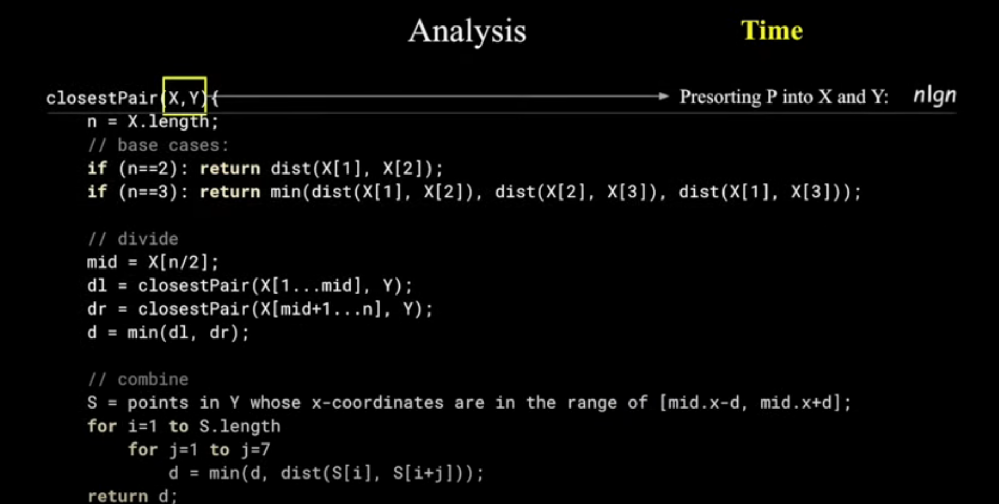 Analysis
Time
closestPair(X,Y){
Presorting P into X and Y: nlgn
n = X.length;
// base cases:
if (n==2): return dist(X[1], X[2]);
if (n==3): return min(dist(X[1], X[2]), dist(X[2], X[3]), dist(X[1], X[3]));
// divide
mid = X[n/2];
dl = closestPair(X[1...mid], Y);
dr = closestPair(X[mid+1...n], Y);
d = min(dl, dr);
// combine
S = points in Y whose x-coordinates are in the range of [mid.x-d, mid.x+d];
for i=1 to S.length
for j=1 to j=7
d = min(d, dist(S[i], S[i+j]));
return d;